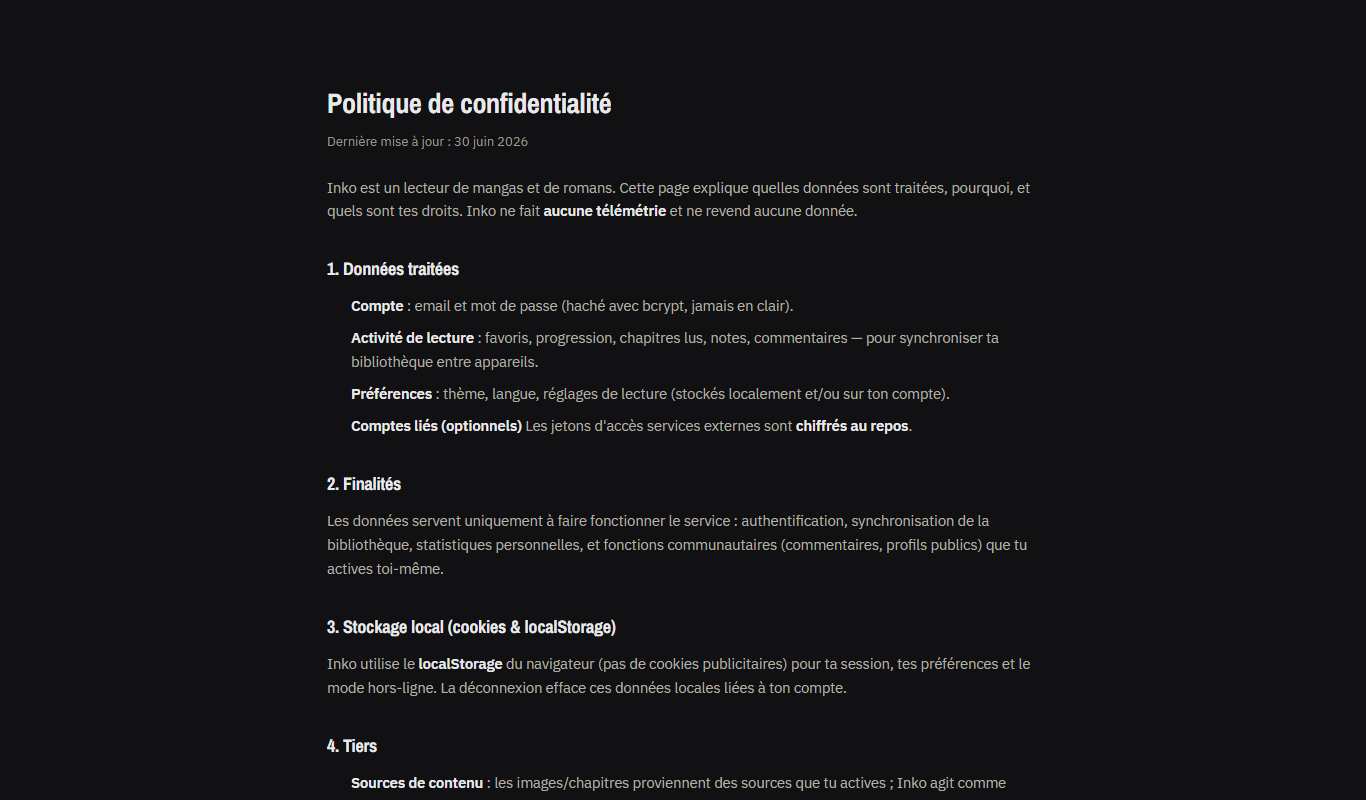 Politique de confidentialité
Dernière mise à jour : 30 juin 2026
Inko est un lecteur de mangas et de romans. Cette page explique quelles données sont traitées, pourquoi, et
quels sont tes droits. Inko ne fait aucune télémétrie et ne revend aucune donnée.
1. Données traitées
Compte : email et mot de passe (haché avec bcrypt, jamais en clair).
Activité de lecture : favoris, progression, chapitres lus, notes, commentaires — pour synchroniser ta
bibliothèque entre appareils.
Préférences : thème, langue, réglages de lecture (stockés localement et/ou sur ton compte).
Comptes liés (optionnels) Les jetons d'accès services externes sont chiffrés au repos.
2. Finalités
Les données servent uniquement à faire fonctionner le service : authentification, synchronisation de la
bibliothèque, statistiques personnelles, et fonctions communautaires (commentaires, profils publics) que tu
actives toi-même.
3. Stockage local (cookies & localStorage)
Inko utilise le localStorage du navigateur (pas de cookies publicitaires) pour ta session, tes préférences et le
mode hors-ligne. La déconnexion efface ces données locales liées à ton compte.
4. Tiers
Sources de contenu : les images/chapitres proviennent des sources que tu actives ; Inko agit comme